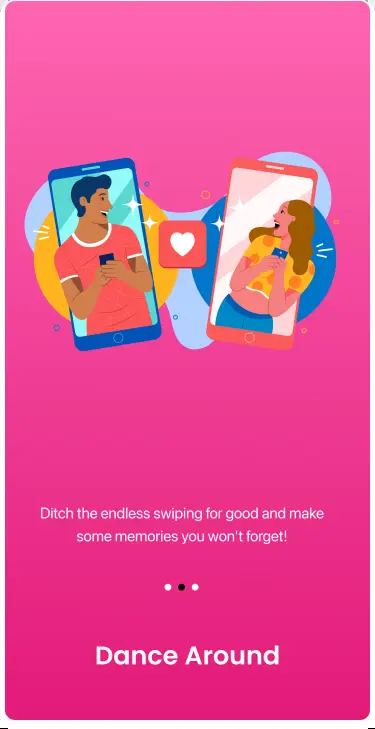 Ditch the endless swiping for good and make
some memories you won't forget!
Dance Around